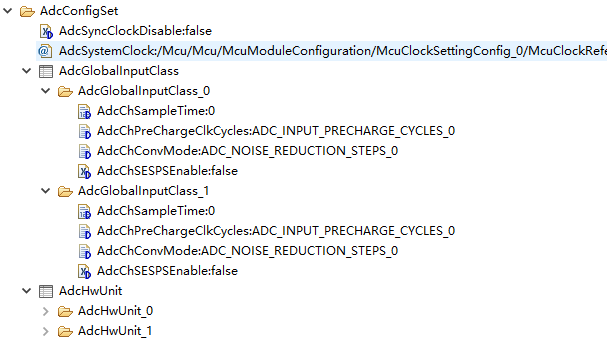 AdcConfigSet
AdcSyncClockDisable:false
AdcSystemClock:/Mcu/Mcu/McuModuleConfiguration/McuClockSettingConfig_0/McuClockRefe
AdcGlobalInputClass
AdcGlobalInputClass_0
AdcChSampleTime:0
AdcChPreChargeClkCycles:ADC_INPUT_PRECHARGE_CYCLES_0
AdcChConvMode:ADC_NOISE_REDUCTION_STEPS_0
AdcChSESPSEnable:false
AdcGlobalInputClass_1
AdcChSampleTime:0
AdcChPreChargeClkCycles:ADC_INPUT_PRECHARGE_CYCLES_0
AdcChConvMode:ADC_NOISE_REDUCTION_STEPS_0
AdcChSESPSEnable:false
AdcHwUnit
AdcHwUnit_0
AdcHwUnit_1